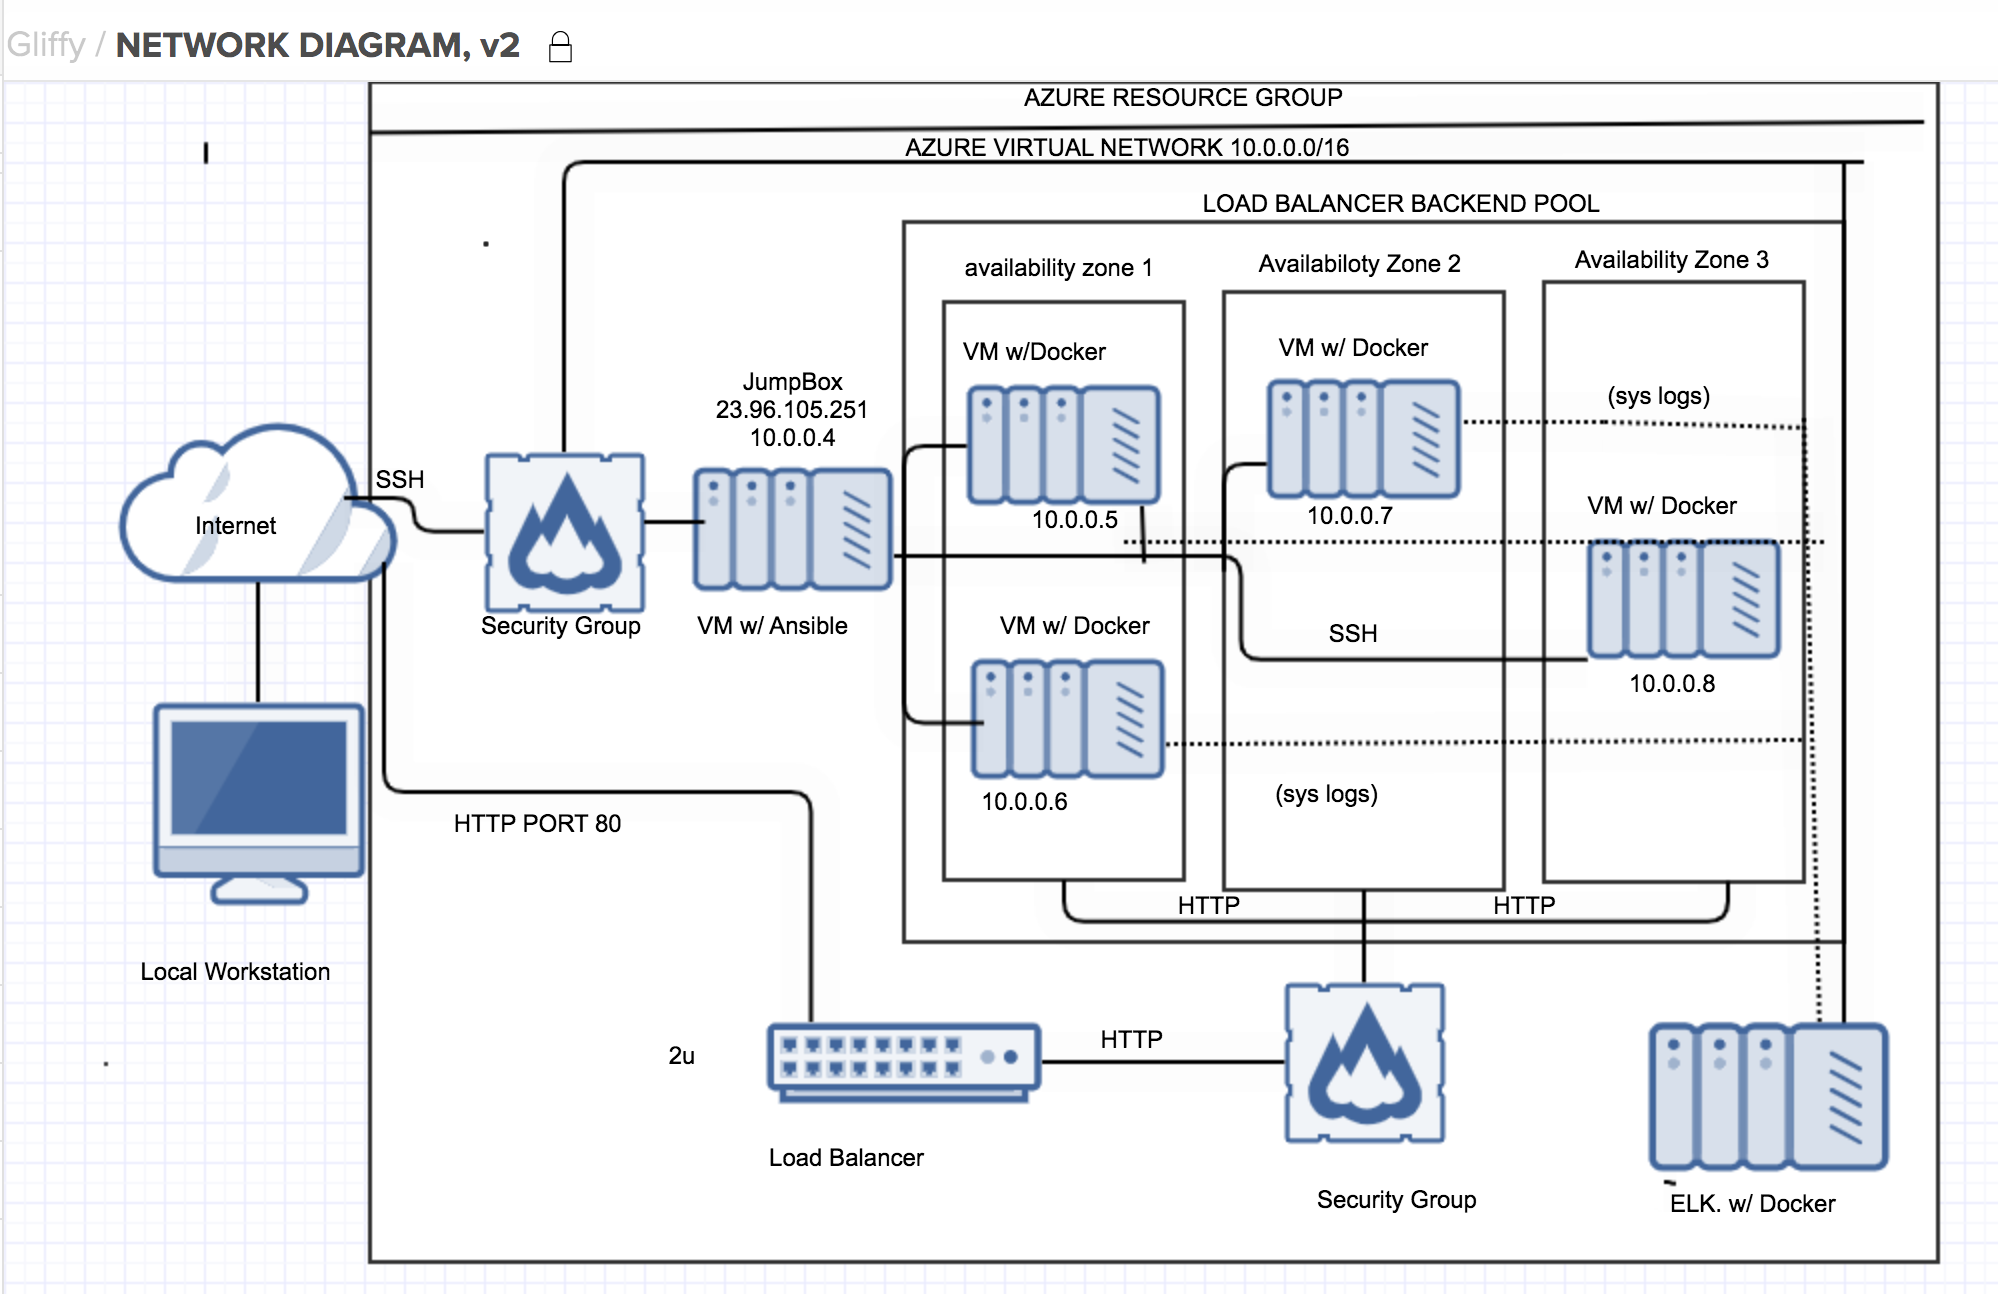 Gliffy / NETWORK DIAGRAM, v2
AZURE RESOURCE GROUP
AZURE VIRTUAL NETWORK 10.0.0.0/16
LOAD BALANCER BACKEND POOL
availability zone 1
Availabiloty Zone 2
Availability Zone 3
VM w/Docker
VM w/ Docker
JumpBox
23.96.105.251
10.0.0.4
(sys logs)
SSH
Internet
10.0.0.5
10.0.0.7
VM w/ Docker
Security Group
VM w/ Ansible
VM w/ Docker
SSH
10.0.0.8
10.0.0.6
(sys logs)
HTTP PORT 80
HTTP
HTTP
Local Workstation
2u
HTTP
Load Balancer
Security Group
ELK. w/ Docker